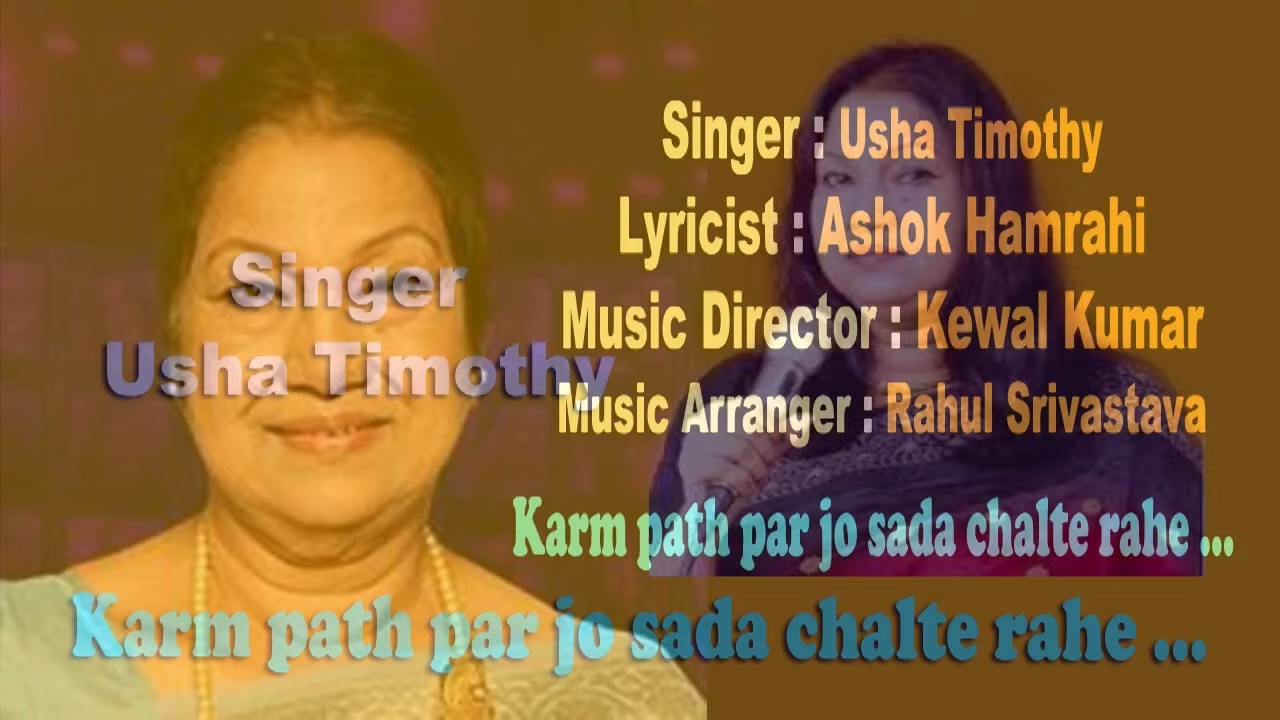 Singer : Usha Timothy
Lyricist : Ashok Hamrahi
Music Director : Kewal Kumar
Music Arranger : Rahul Srivastava
Singer
Usha Timothy
Karm path par jo sada chalte rahe ...
Karm path par jo sada chalte rahe ...